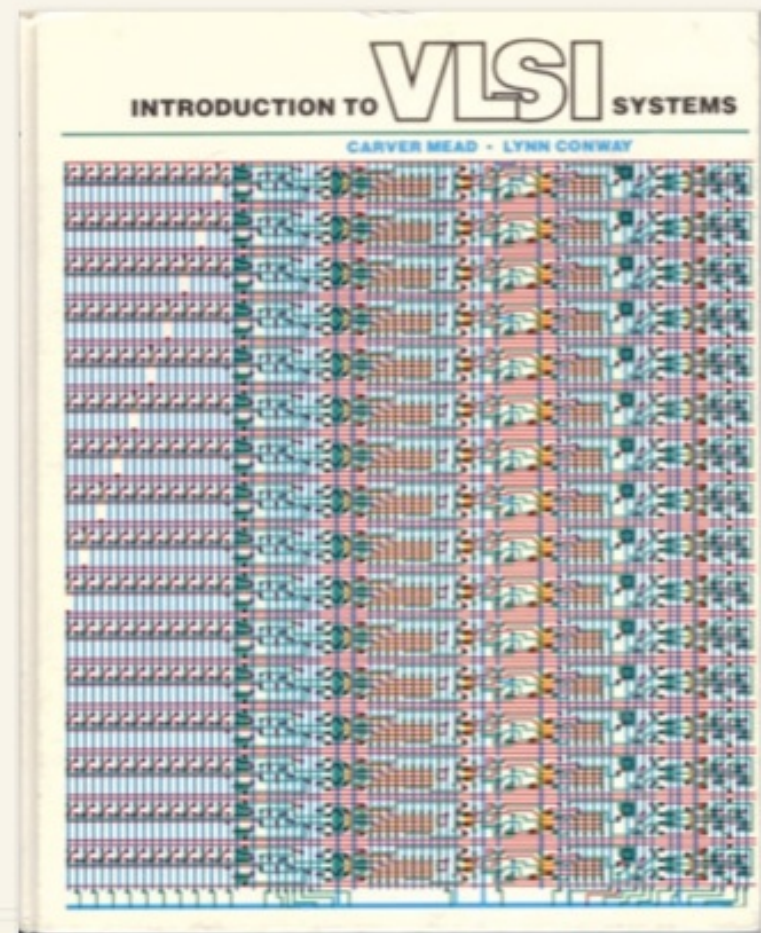 INTRODUCTION TO VLSI SYSTEMS
CARVER MEAD - LYNN CONWAY